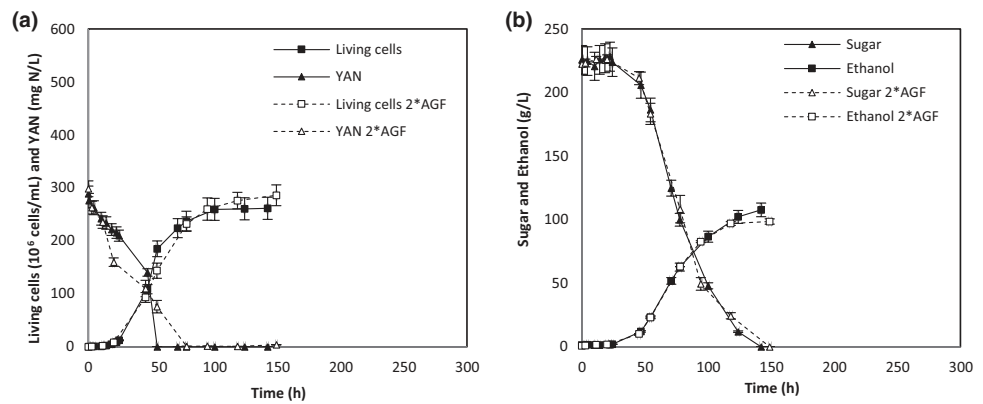 (a)
Living cells (10⁶ cells/mL) and YAN (mg N/L)
600
500
400
300
200
100
0
Living cells
YAN
Living cells 2*AGF
YAN 2*AGF
0 50 100 150 200 250 300
Time (h)
(b)
Sugar and Ethanol (g/L)
250
200
150
100
50
0
Sugar
Ethanol
Sugar 2*AGF
Ethanol 2*AGF
0 50 100 150 200 250 300
Time (h)